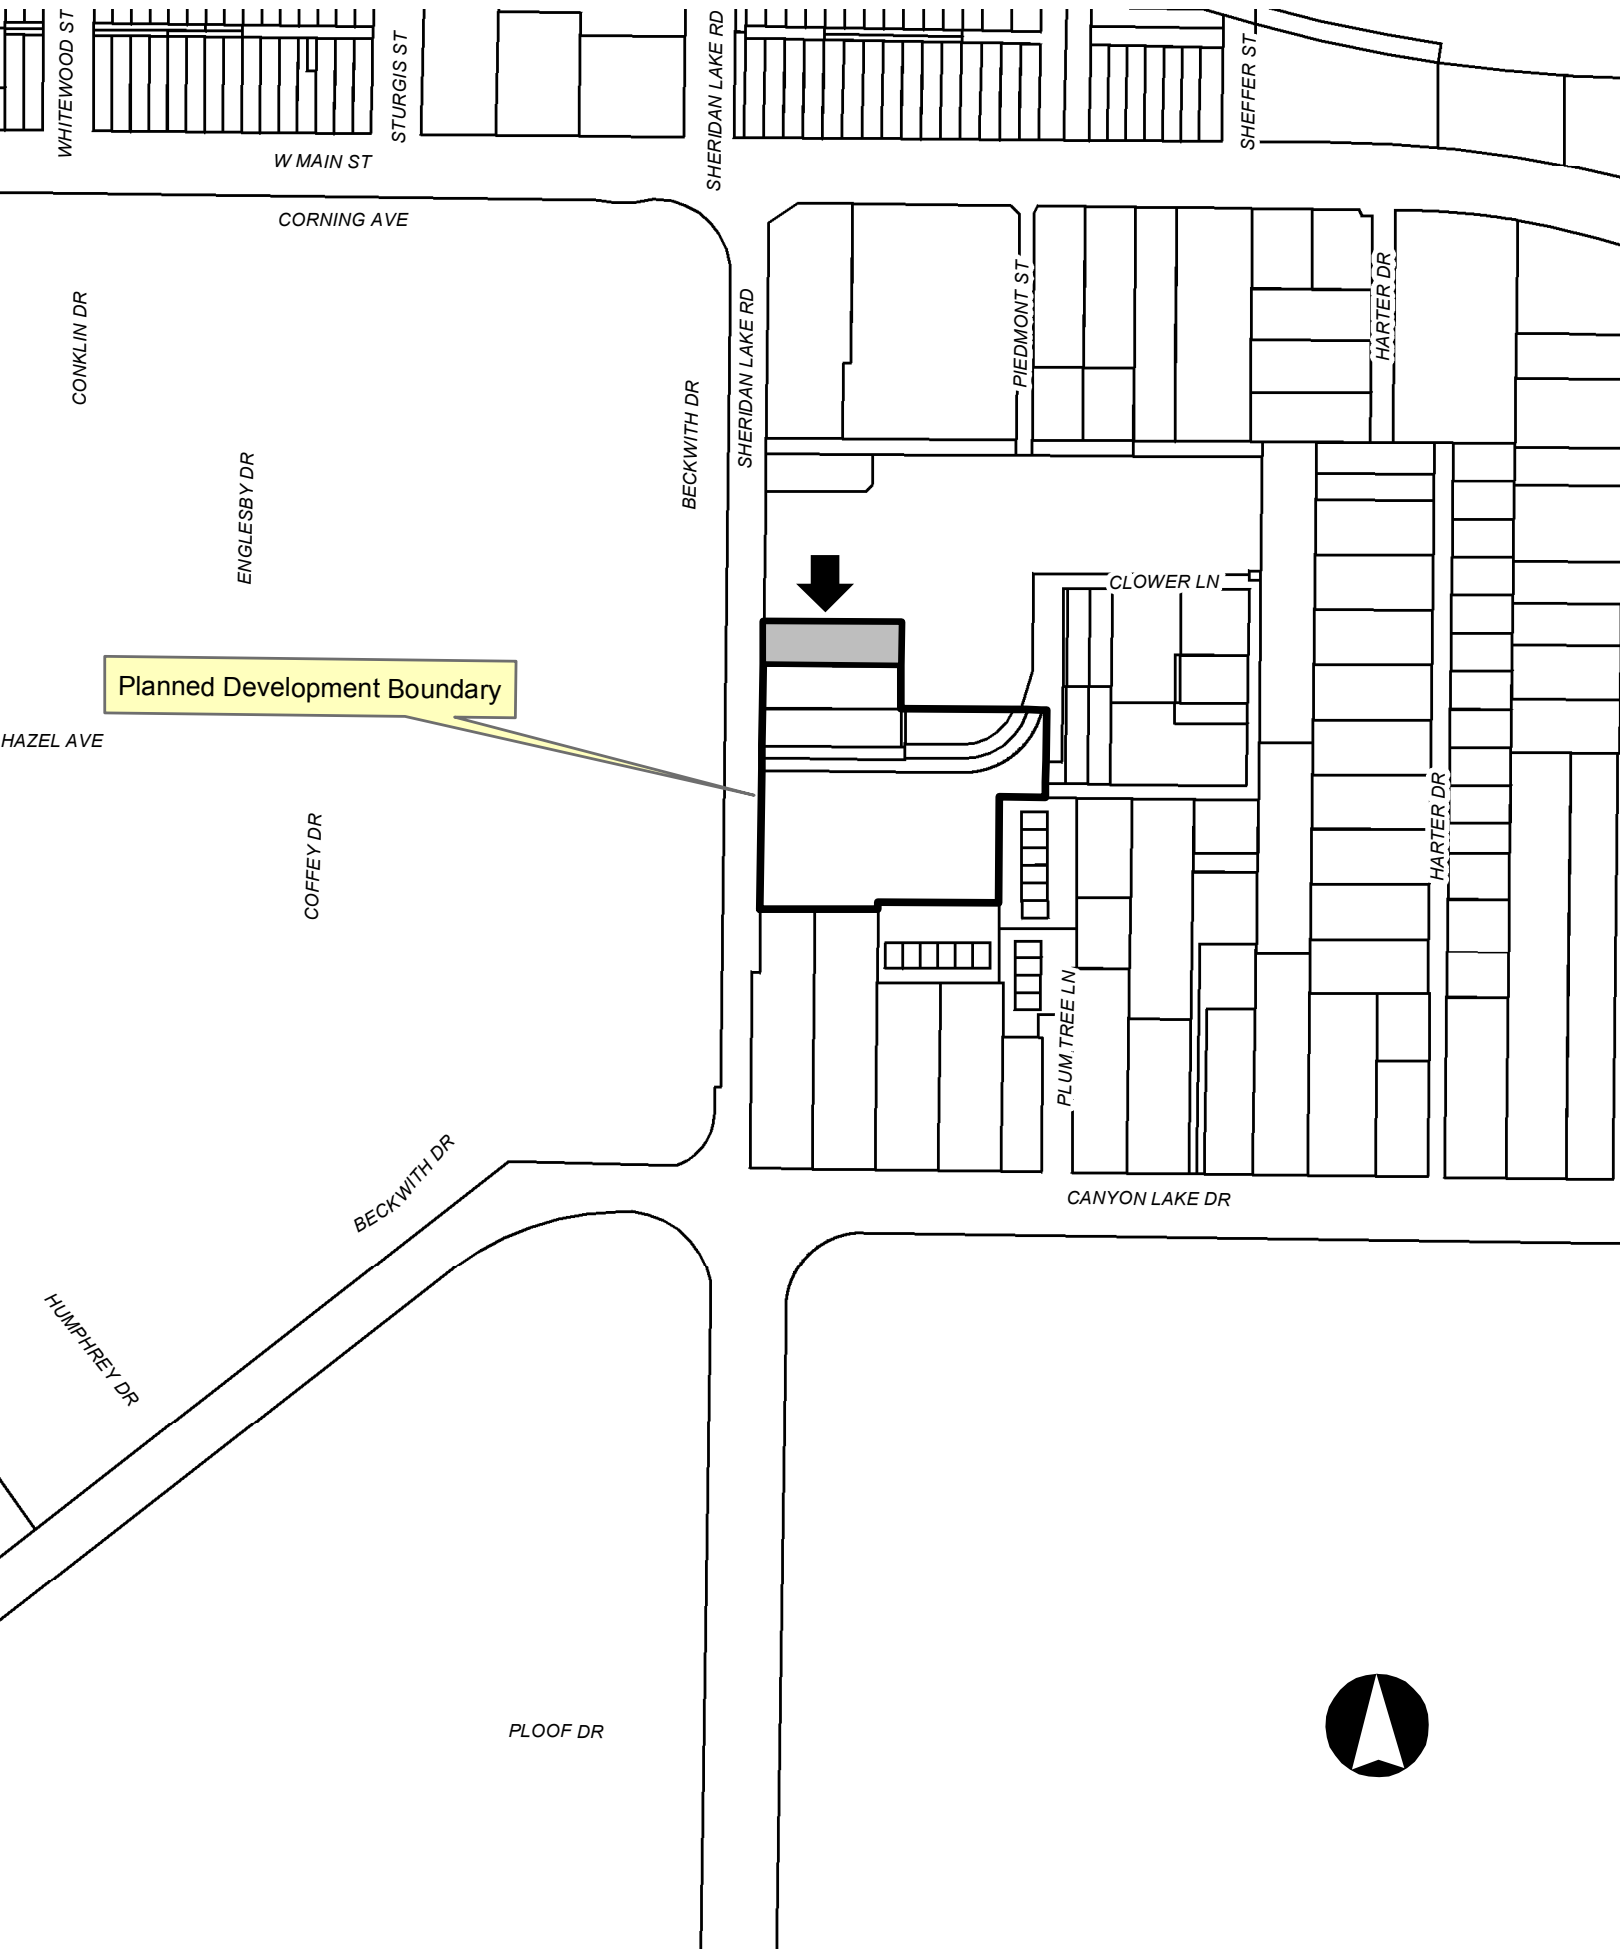 WHITEWOOD ST
STURGIS ST
SHERIDAN LAKE RD
SHEFFER ST
W MAIN ST
CORNING AVE
CONKLIN DR
ENGLESBY DR
BECKWITH DR
SHERIDAN LAKE RD
PIEDMONT ST
HARTER DR
CLOWER LN
Planned Development Boundary
HAZEL AVE
COFFEY DR
HARTER DR
PLUM TREE LN
BECKWITH DR
CANYON LAKE DR
HUMPHREY DR
PLOOF DR